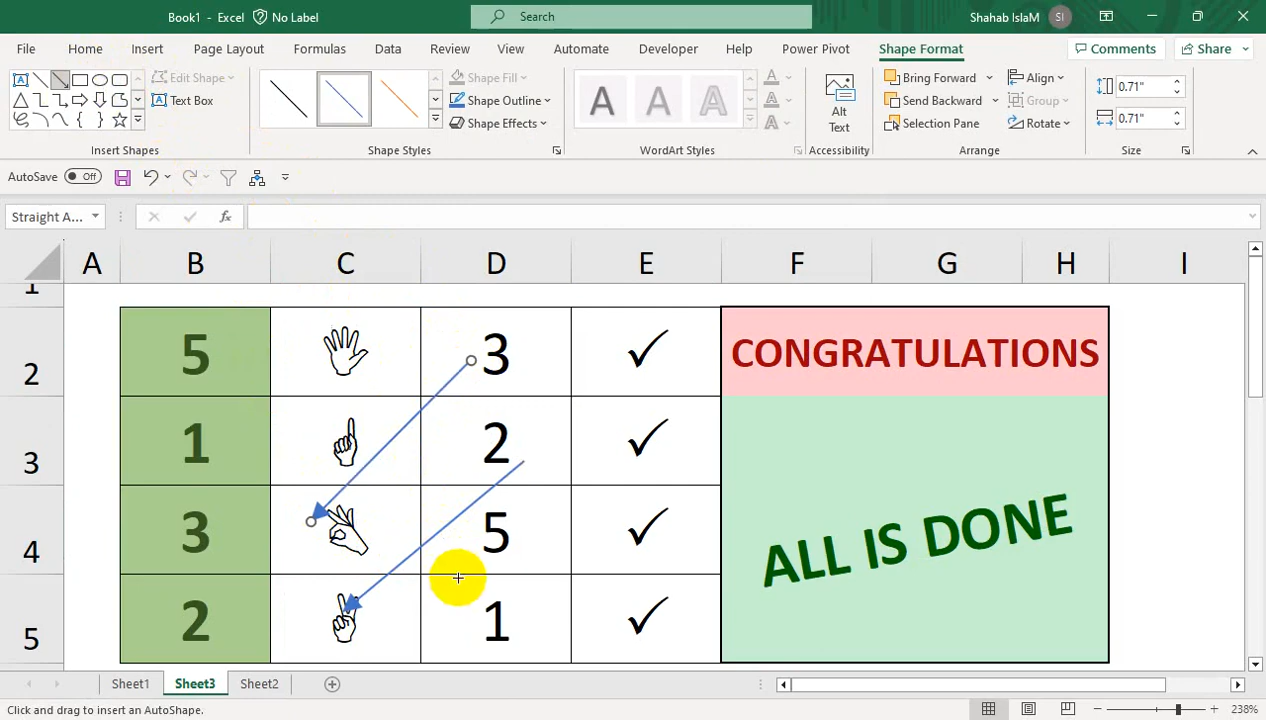 Book1 - Excel No Label Search Shahab IslaM SI
File Home Insert Page Layout Formulas Data Review View Automate Developer Help Power Pivot Shape Format Comments Share
Edit Shape
Text Box
Insert Shapes
Shape Fill
Shape Outline
Shape Effects
Shape Styles
A A A
A
A
A
WordArt Styles
Alt
Text
Accessibility
Bring Forward
Send Backward
Selection Pane
Align
Group
Rotate
Arrange
0.71"
0.71"
Size
AutoSave Off
Straight A... fx
A B C D E F G H I
1
2 5 3 ✓ CONGRATULATIONS
3 1 2 ✓
4 3 5 ✓ ALL IS DONE
5 2 1 ✓
Sheet1 Sheet3 Sheet2
Click and drag to insert an AutoShape. 238%